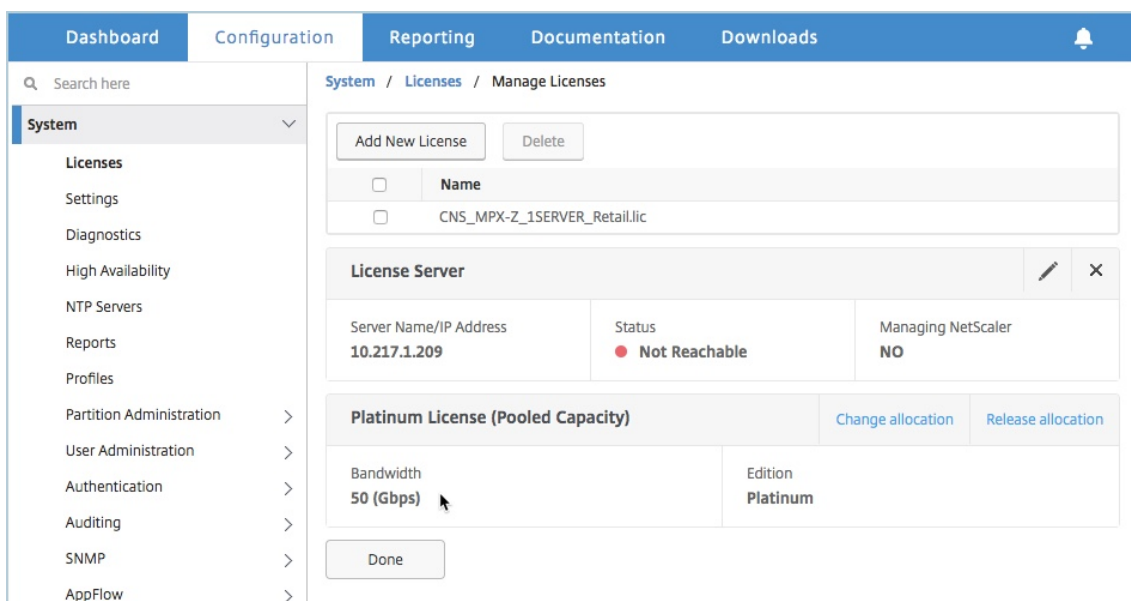 Dashboard Configuration Reporting Documentation Downloads
Search here
System
Licenses
Settings
Diagnostics
High Availability
NTP Servers
Reports
Profiles
Partition Administration
User Administration
Authentication
Auditing
SNMP
AppFlow
System / Licenses / Manage Licenses
Add New License Delete
Name
CNS_MPX-Z_1SERVER_Retail.lic
License Server
Server Name/IP Address Status Managing NetScaler
10.217.1.209 Not Reachable NO
Platinum License (Pooled Capacity) Change allocation Release allocation
Bandwidth Edition
50 (Gbps) Platinum
Done